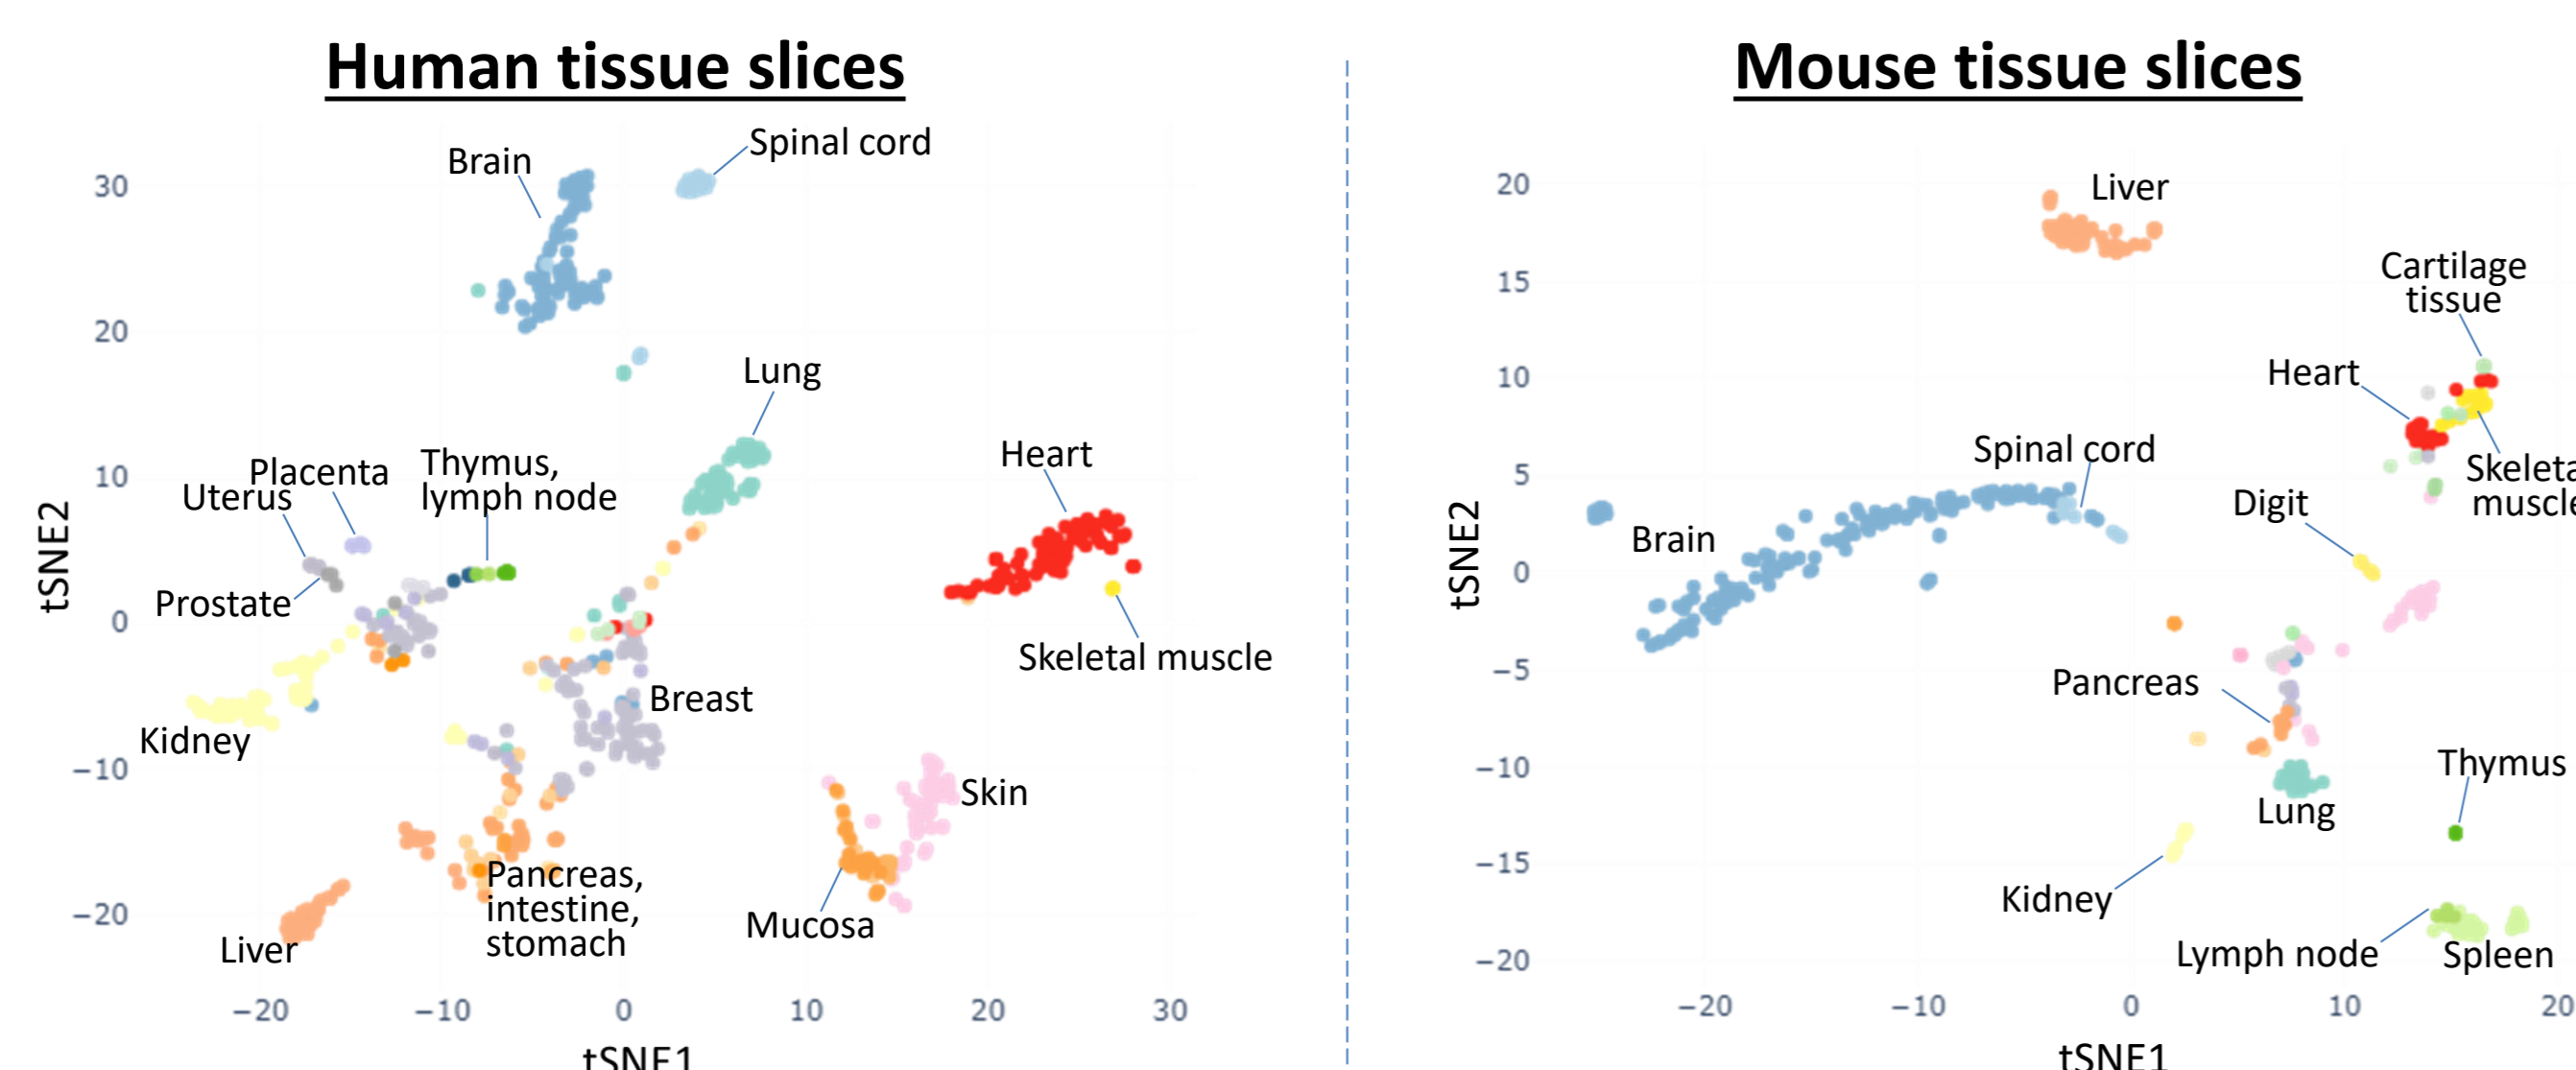 Human tissue slices
Brain
Spinal cord
Lung
Placenta
Uterus
Thymus,
lymph node
Heart
Prostate
Skeletal muscle
Breast
Kidney
Skin
Pancreas,
intestine,
stomach
Mucosa
Liver
tSNE2
30
20
10
0
−10
−20
−20
−10
0
10
20
30
tSNE1
Mouse tissue slices
Liver
Cartilage
tissue
Heart
Spinal cord
Skeleta
muscle
Digit
Brain
Pancreas
Thymus
Lung
Kidney
Lymph node
Spleen
tSNE2
20
15
10
5
0
−5
−10
−15
−20
−20
−10
0
10
20
tSNE1